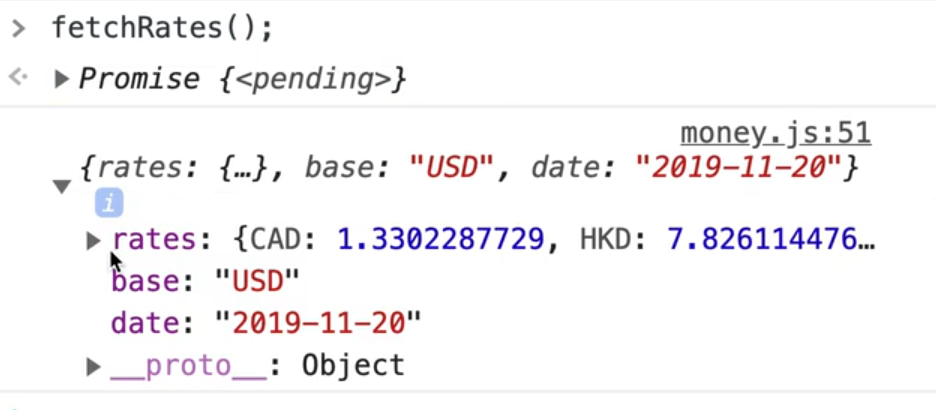 > fetchRates();
<· ▶ Promise {<pending>}
money.js:51
▼ {rates: {…}, base: "USD", date: "2019-11-20"}
i
▶ rates: {CAD: 1.3302287729, HKD: 7.826114476…
base: "USD"
date: "2019-11-20"
▶ __proto__: Object